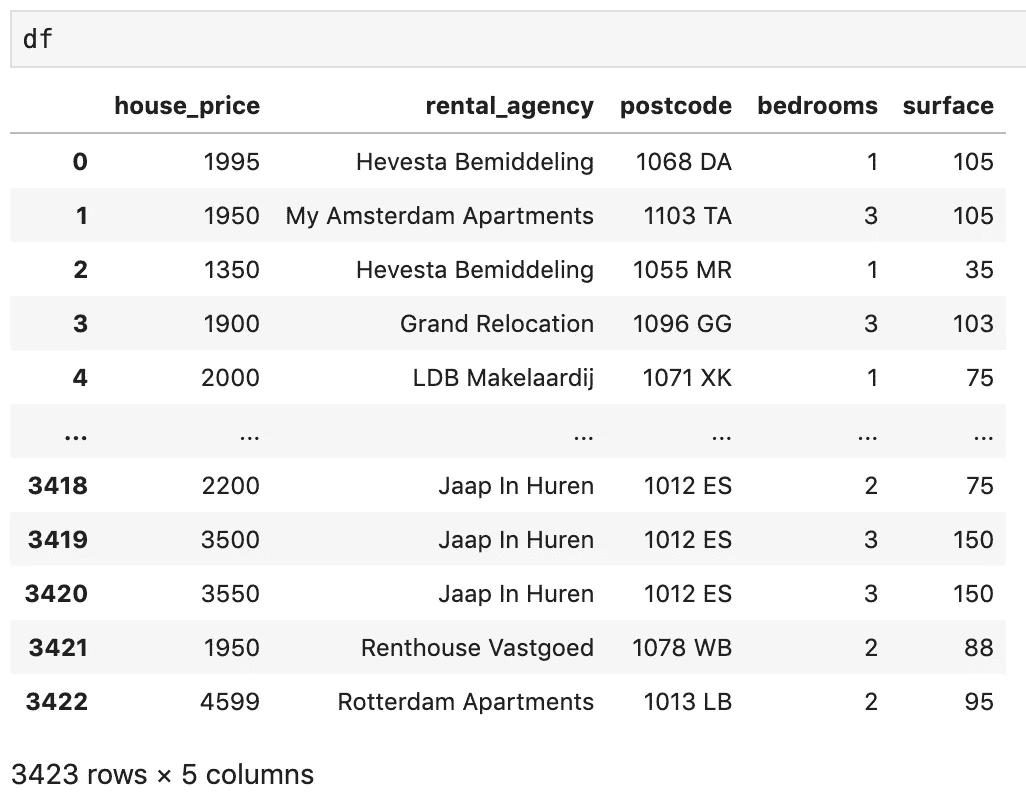 df
house_price rental_agency postcode bedrooms surface
0 1995 Hevesta Bemiddeling 1068 DA 1 105
1 1950 My Amsterdam Apartments 1103 TA 3 105
2 1350 Hevesta Bemiddeling 1055 MR 1 35
3 1900 Grand Relocation 1096 GG 3 103
4 2000 LDB Makelaardij 1071 XK 1 75
... ... ... ... ... ...
3418 2200 Jaap In Huren 1012 ES 2 75
3419 3500 Jaap In Huren 1012 ES 3 150
3420 3550 Jaap In Huren 1012 ES 3 150
3421 1950 Renthouse Vastgoed 1078 WB 2 88
3422 4599 Rotterdam Apartments 1013 LB 2 95
3423 rows × 5 columns